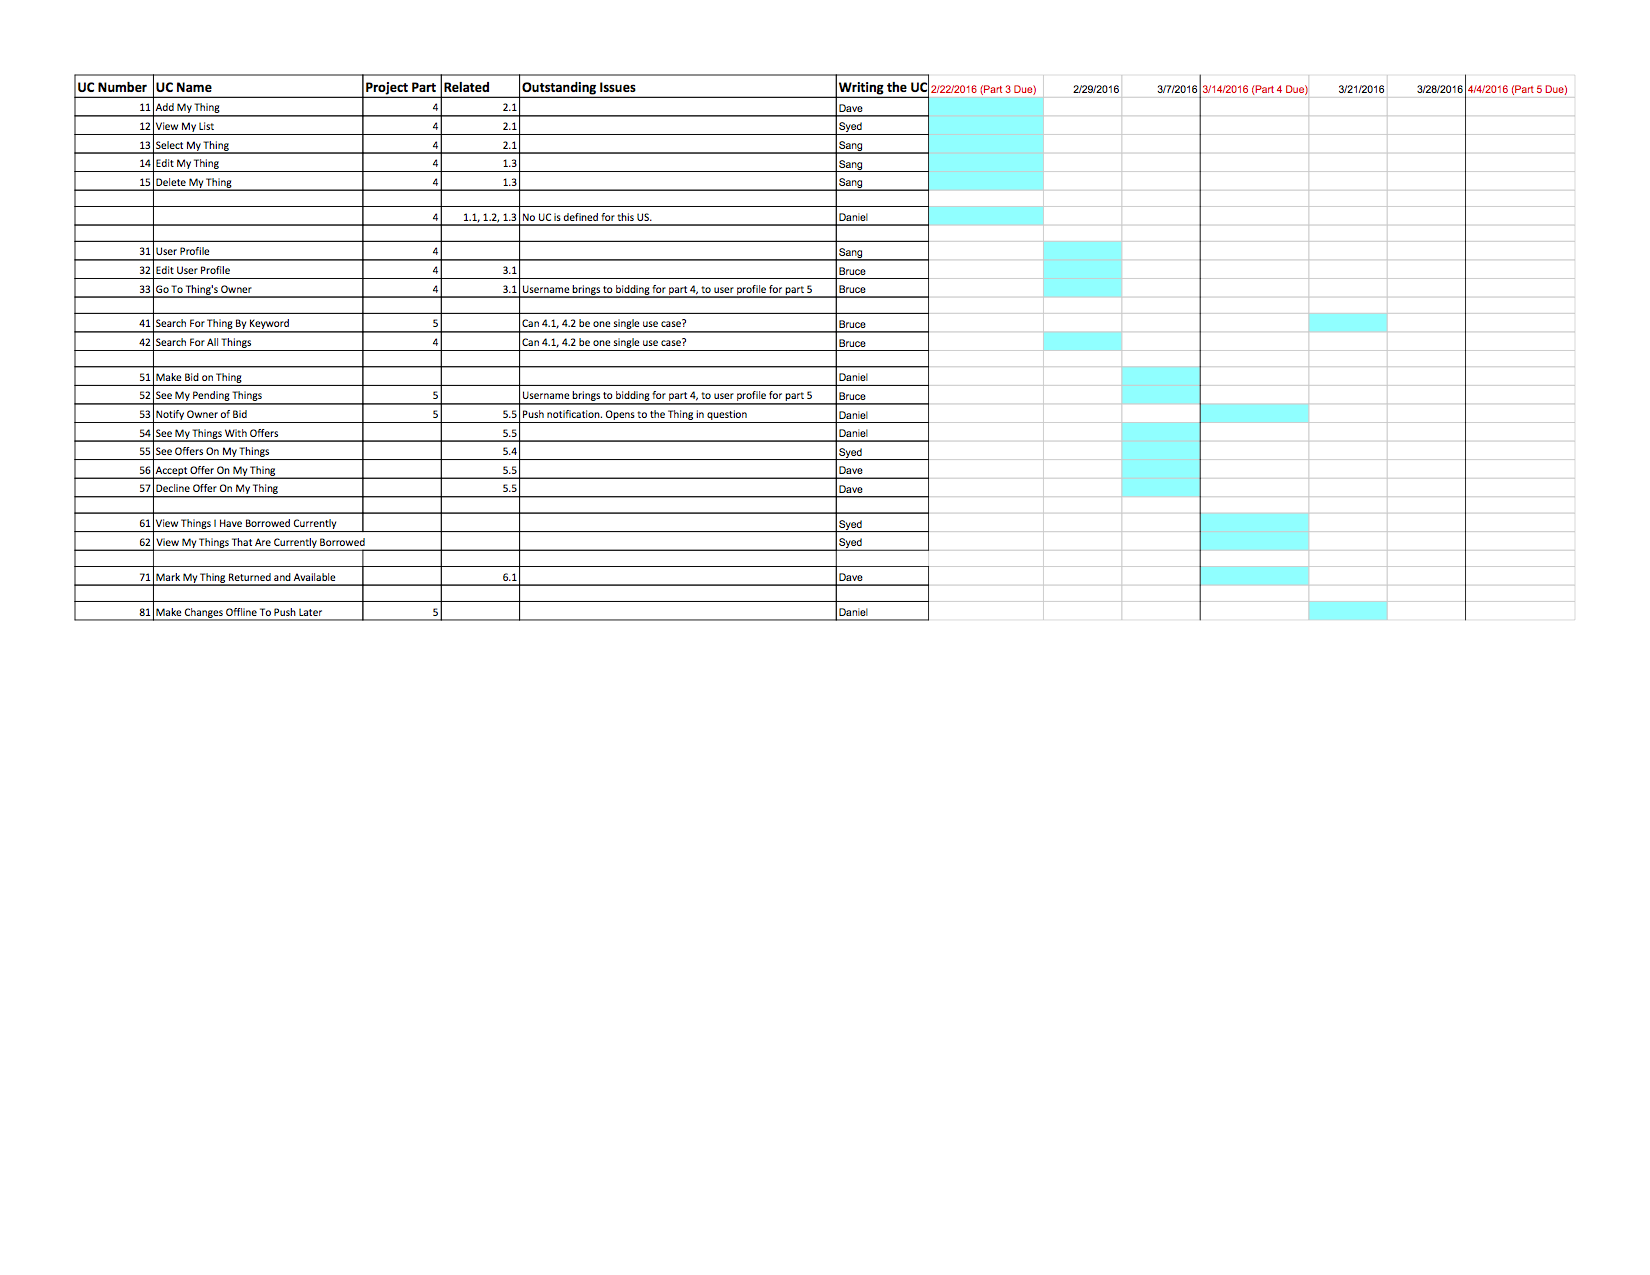 UC Number UC Name Project Part Related Outstanding Issues Writing the UC 2/22/2016 (Part 3 Due) 2/29/2016 3/7/2016 3/14/2016 (Part 4 Due) 3/21/2016 3/28/2016 4/4/2016 (Part 5 Due)
11 Add My Thing 4 2.1 Dave
12 View My List 4 2.1 Syed
13 Select My Thing 4 2.1 Sang
14 Edit My Thing 4 1.3 Sang
15 Delete My Thing 4 1.3 Sang
4 1.1, 1.2, 1.3 No UC is defined for this US. Daniel
31 User Profile 4 Sang
32 Edit User Profile 4 3.1 Bruce
33 Go To Thing's Owner 4 3.1 Username brings to bidding for part 4, to user profile for part 5 Bruce
41 Search For Thing By Keyword 5 Can 4.1, 4.2 be one single use case? Bruce
42 Search For All Things 4 Can 4.1, 4.2 be one single use case? Bruce
51 Make Bid on Thing Daniel
52 See My Pending Things 5 Username brings to bidding for part 4, to user profile for part 5 Bruce
53 Notify Owner of Bid 5 5.5 Push notification. Opens to the Thing in question Daniel
54 See My Things With Offers 5.5 Daniel
55 See Offers On My Things 5.4 Syed
56 Accept Offer On My Thing 5.5 Dave
57 Decline Offer On My Thing 5.5 Dave
61 View Things I Have Borrowed Currently Syed
62 View My Things That Are Currently Borrowed Syed
71 Mark My Thing Returned and Available 6.1 Dave
81 Make Changes Offline To Push Later 5 Daniel